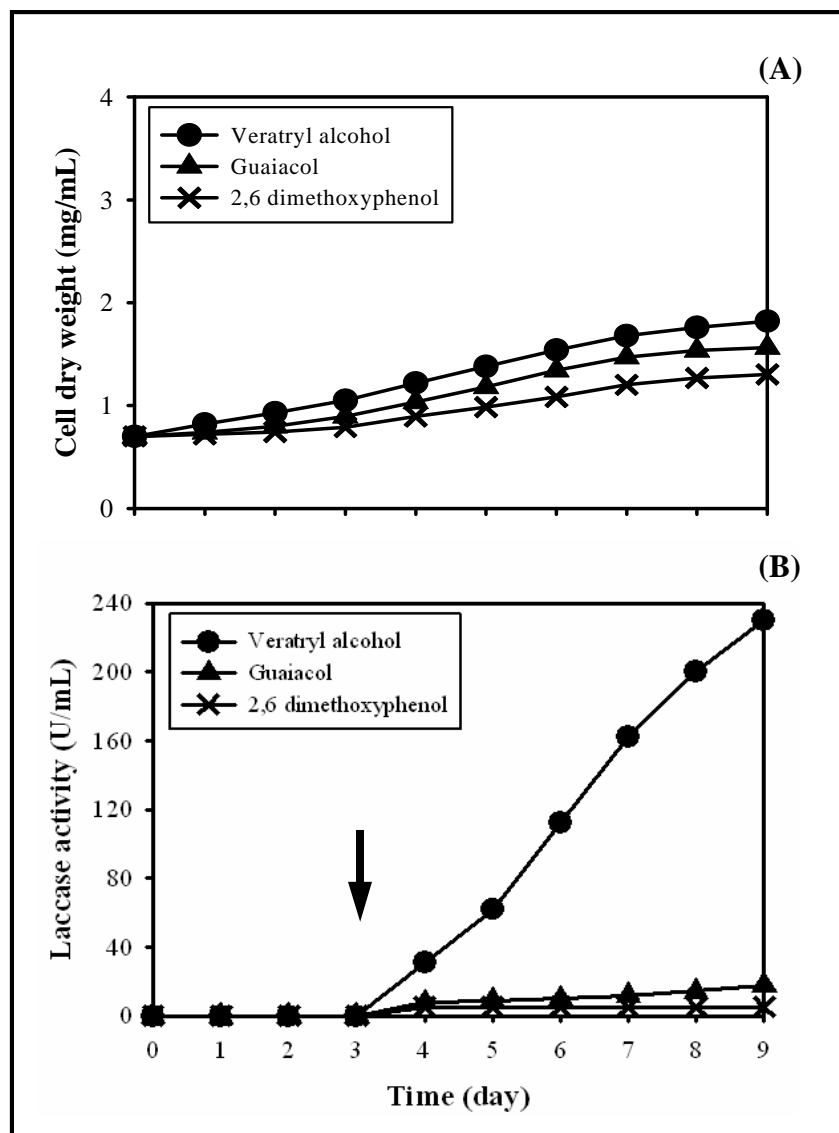 (A)
4
3
2
1
0
Cell dry weight (mg/mL)
Veratryl alcohol
Guaiacol
2,6 dimethoxyphenol
(B)
240
200
160
120
80
40
0
Laccase activity (U/mL)
Veratryl alcohol
Guaiacol
2,6 dimethoxyphenol
0 1 2 3 4 5 6 7 8 9
Time (day)